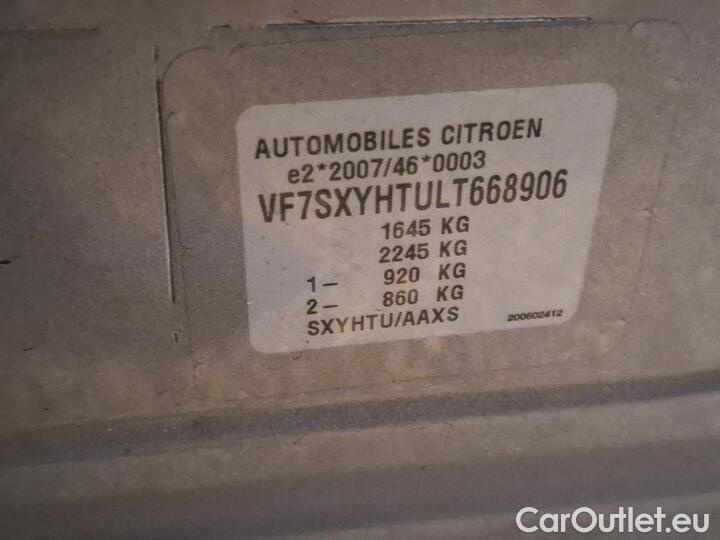 AUTOMOBILES CITROEN
e2*2007/46*0003
VF7SXYHTULT668906
1645 KG
2245 KG
1– 920 KG
2– 860 KG
SXYHTU/AAXS
200602412
CarOutlet.eu